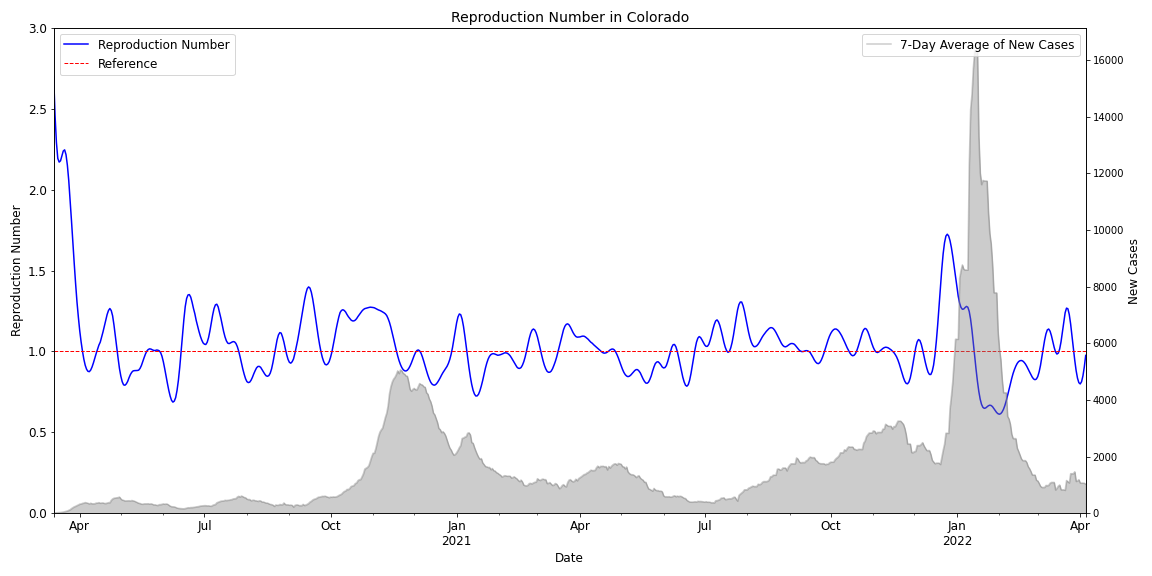 Reproduction Number in Colorado
Reproduction Number
Reference
7-Day Average of New Cases
3.0
2.5
2.0
1.5
1.0
0.5
0.0
Reproduction Number
16000
14000
12000
10000
8000
6000
4000
2000
0
New Cases
Apr Jul Oct Jan Apr Jul Oct Jan Apr
2021 2022
Date